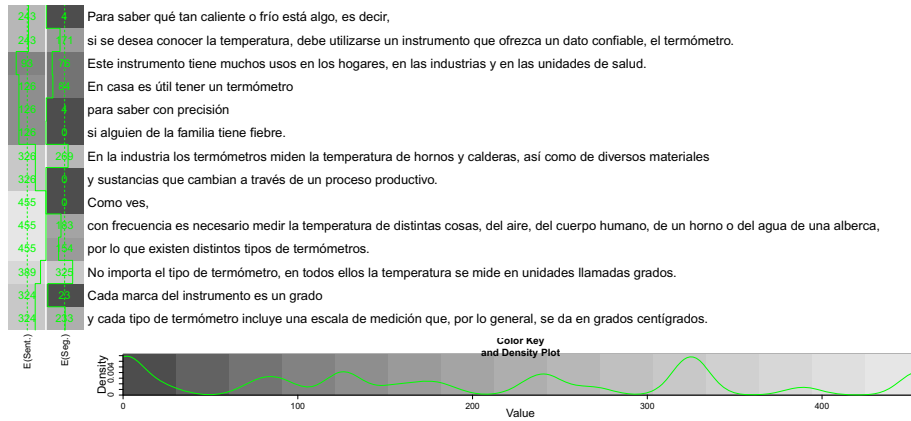 243 4 Para saber qué tan caliente o frío está algo, es decir,
243 si se desea conocer la temperatura, debe utilizarse un instrumento que ofrezca un dato confiable, el termómetro.
93 76 Este instrumento tiene muchos usos en los hogares, en las industrias y en las unidades de salud.
84 En casa es útil tener un termómetro
4 para saber con precisión
0 si alguien de la familia tiene fiebre.
326 269 En la industria los termómetros miden la temperatura de hornos y calderas, así como de diversos materiales
326 0 y sustancias que cambian a través de un proceso productivo.
455 0 Como ves,
455 con frecuencia es necesario medir la temperatura de distintas cosas, del aire, del cuerpo humano, de un horno o del agua de una alberca,
455 por lo que existen distintos tipos de termómetros.
389 325 No importa el tipo de termómetro, en todos ellos la temperatura se mide en unidades llamadas grados.
324 23 Cada marca del instrumento es un grado
324 233 y cada tipo de termómetro incluye una escala de medición que, por lo general, se da en grados centígrados.
E(Sent.) E(Seg.)
Color Key
and Density Plot
Density
0 0.004
0 100 200 300 400
Value